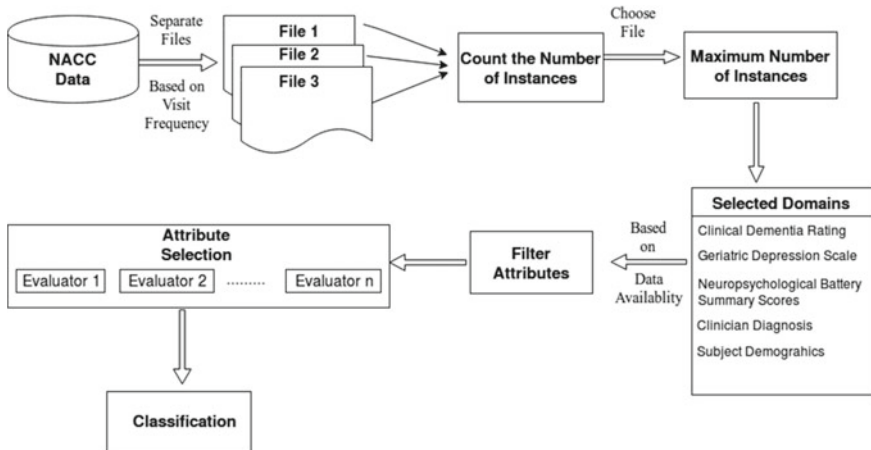 NACC
Data
Separate
Files
Based on
Visit
Frequency
File 1
File 2
File 3
Count the Number
of Instances
Choose
File
Maximum Number
of Instances
Selected Domains
Clinical Dementia Rating
Geriatric Depression Scale
Neuropsychological Battery
Summary Scores
Clinician Diagnosis
Subject Demograhics
Based
on
Data
Availablity
Filter
Attributes
Attribute
Selection
Evaluator 1
Evaluator 2
.........
Evaluator n
Classification